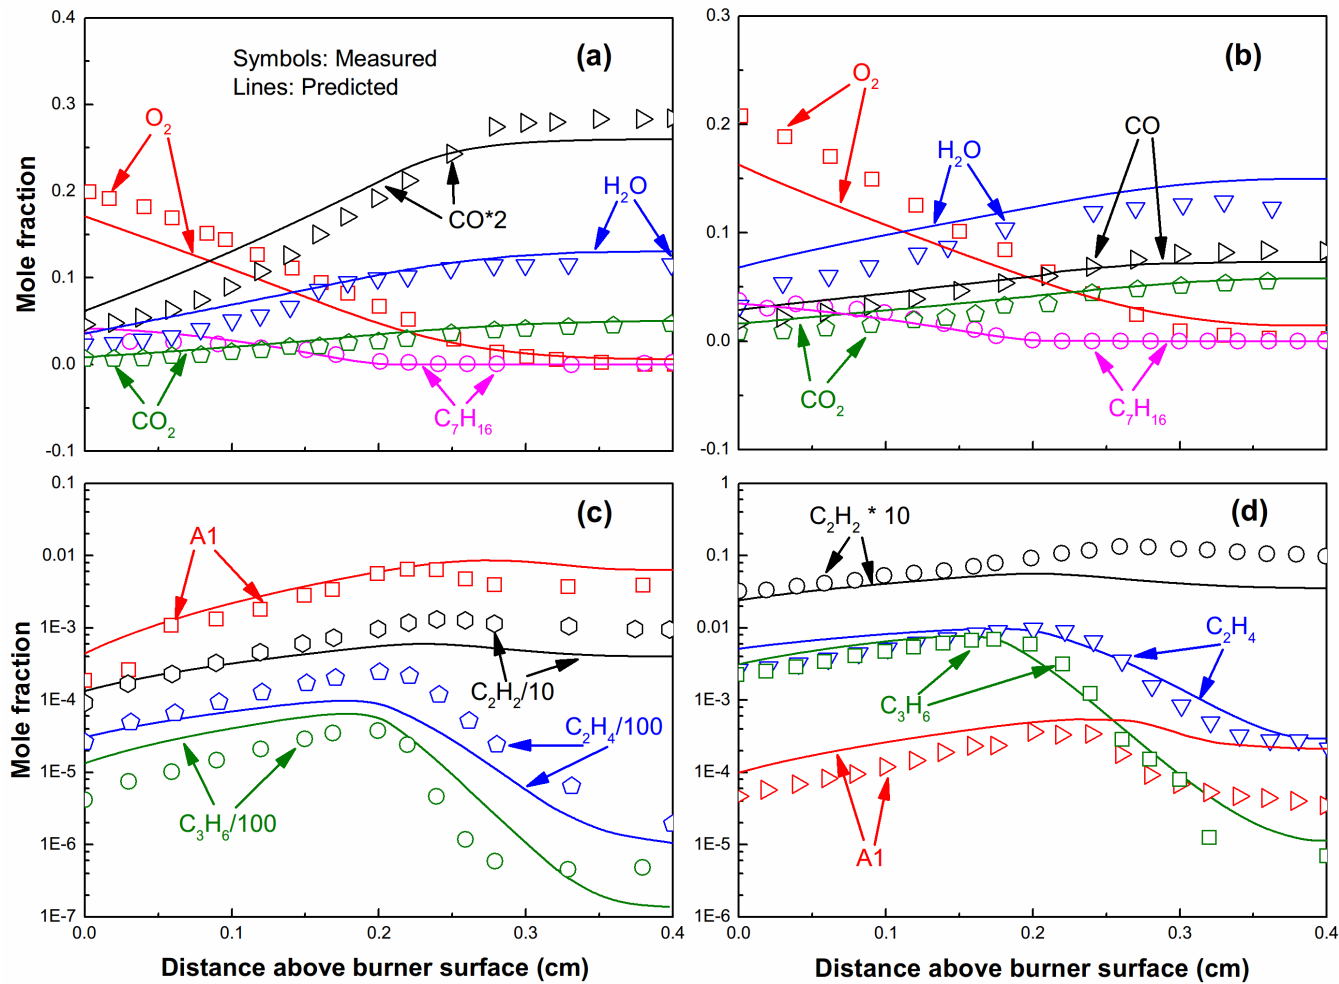 0.4
(a)
Symbols: Measured
Lines: Predicted
0.3
O₂
0.2
H₂O
CO*2
0.1
0.0
CO₂
C₇H₁₆
-0.1
Mole fraction
0.3
(b)
O₂
0.2
CO
H₂O
0.1
0.0
CO₂
C₇H₁₆
-0.1
0.1
(c)
A1
0.01
1E-3
C₂H₂/10
1E-4
C₂H₄/100
1E-5
C₃H₆/100
1E-6
1E-7
Mole fraction
0.0 0.1 0.2 0.3 0.4
Distance above burner surface (cm)
1
(d)
C₂H₂ * 10
0.1
0.01
C₂H₄
1E-3
C₃H₆
1E-4
A1
1E-5
1E-6
0.0 0.1 0.2 0.3 0.4
Distance above burner surface (cm)